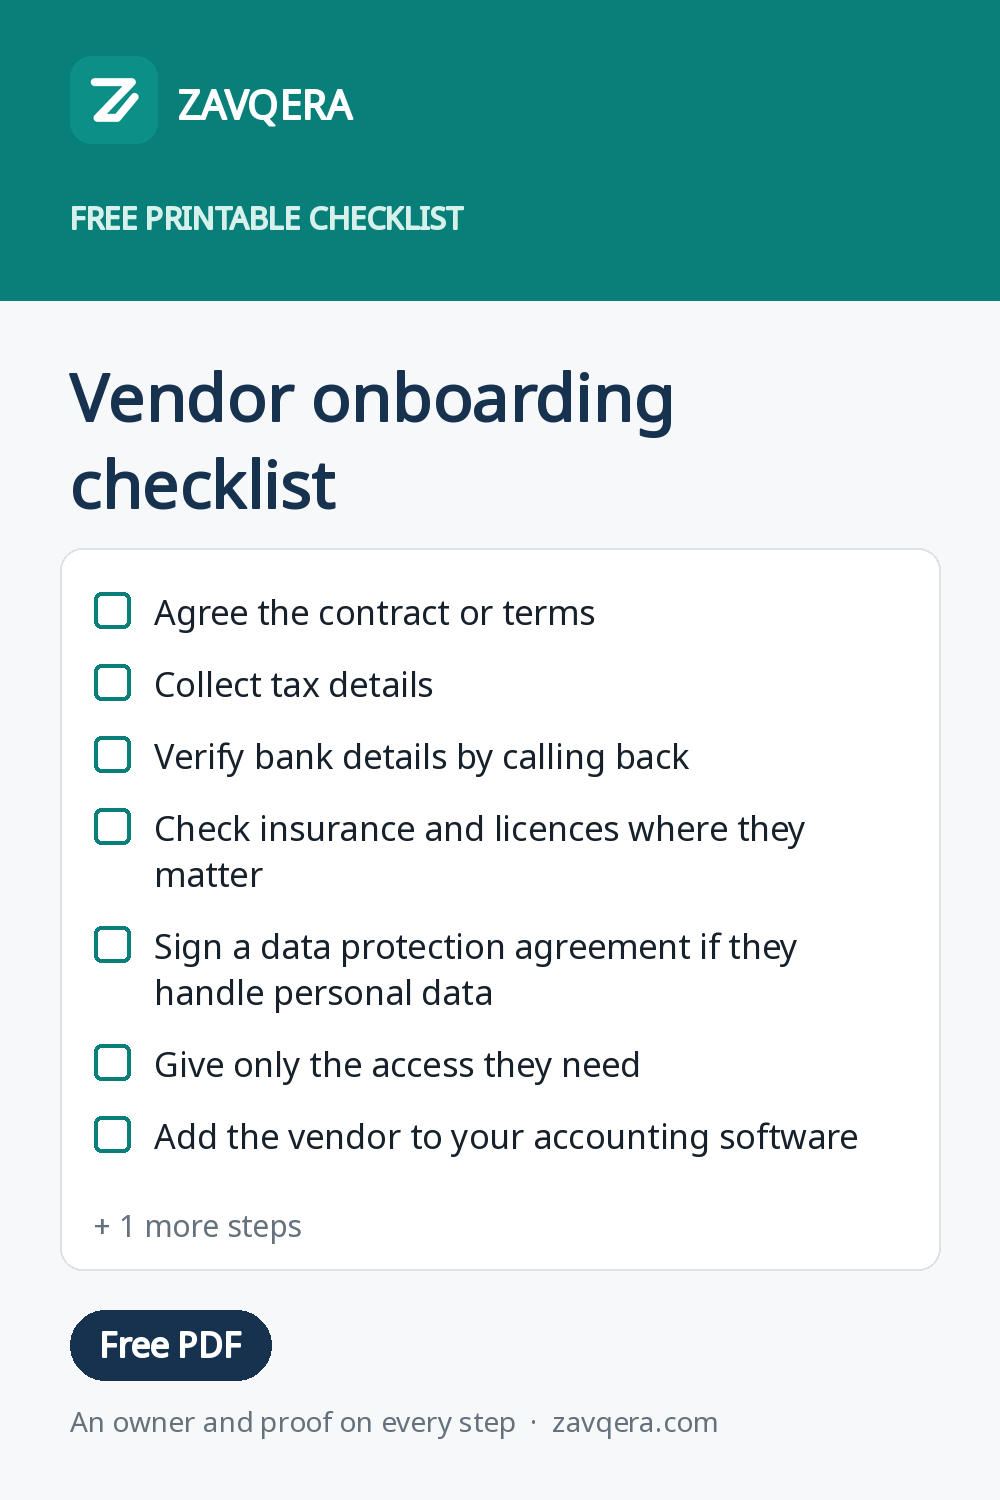 ZAVQERA
FREE PRINTABLE CHECKLIST
Vendor onboarding
checklist
Agree the contract or terms
Collect tax details
Verify bank details by calling back
Check insurance and licences where they
matter
Sign a data protection agreement if they
handle personal data
Give only the access they need
Add the vendor to your accounting software
+ 1 more steps
Free PDF
An owner and proof on every step · zavqera.com